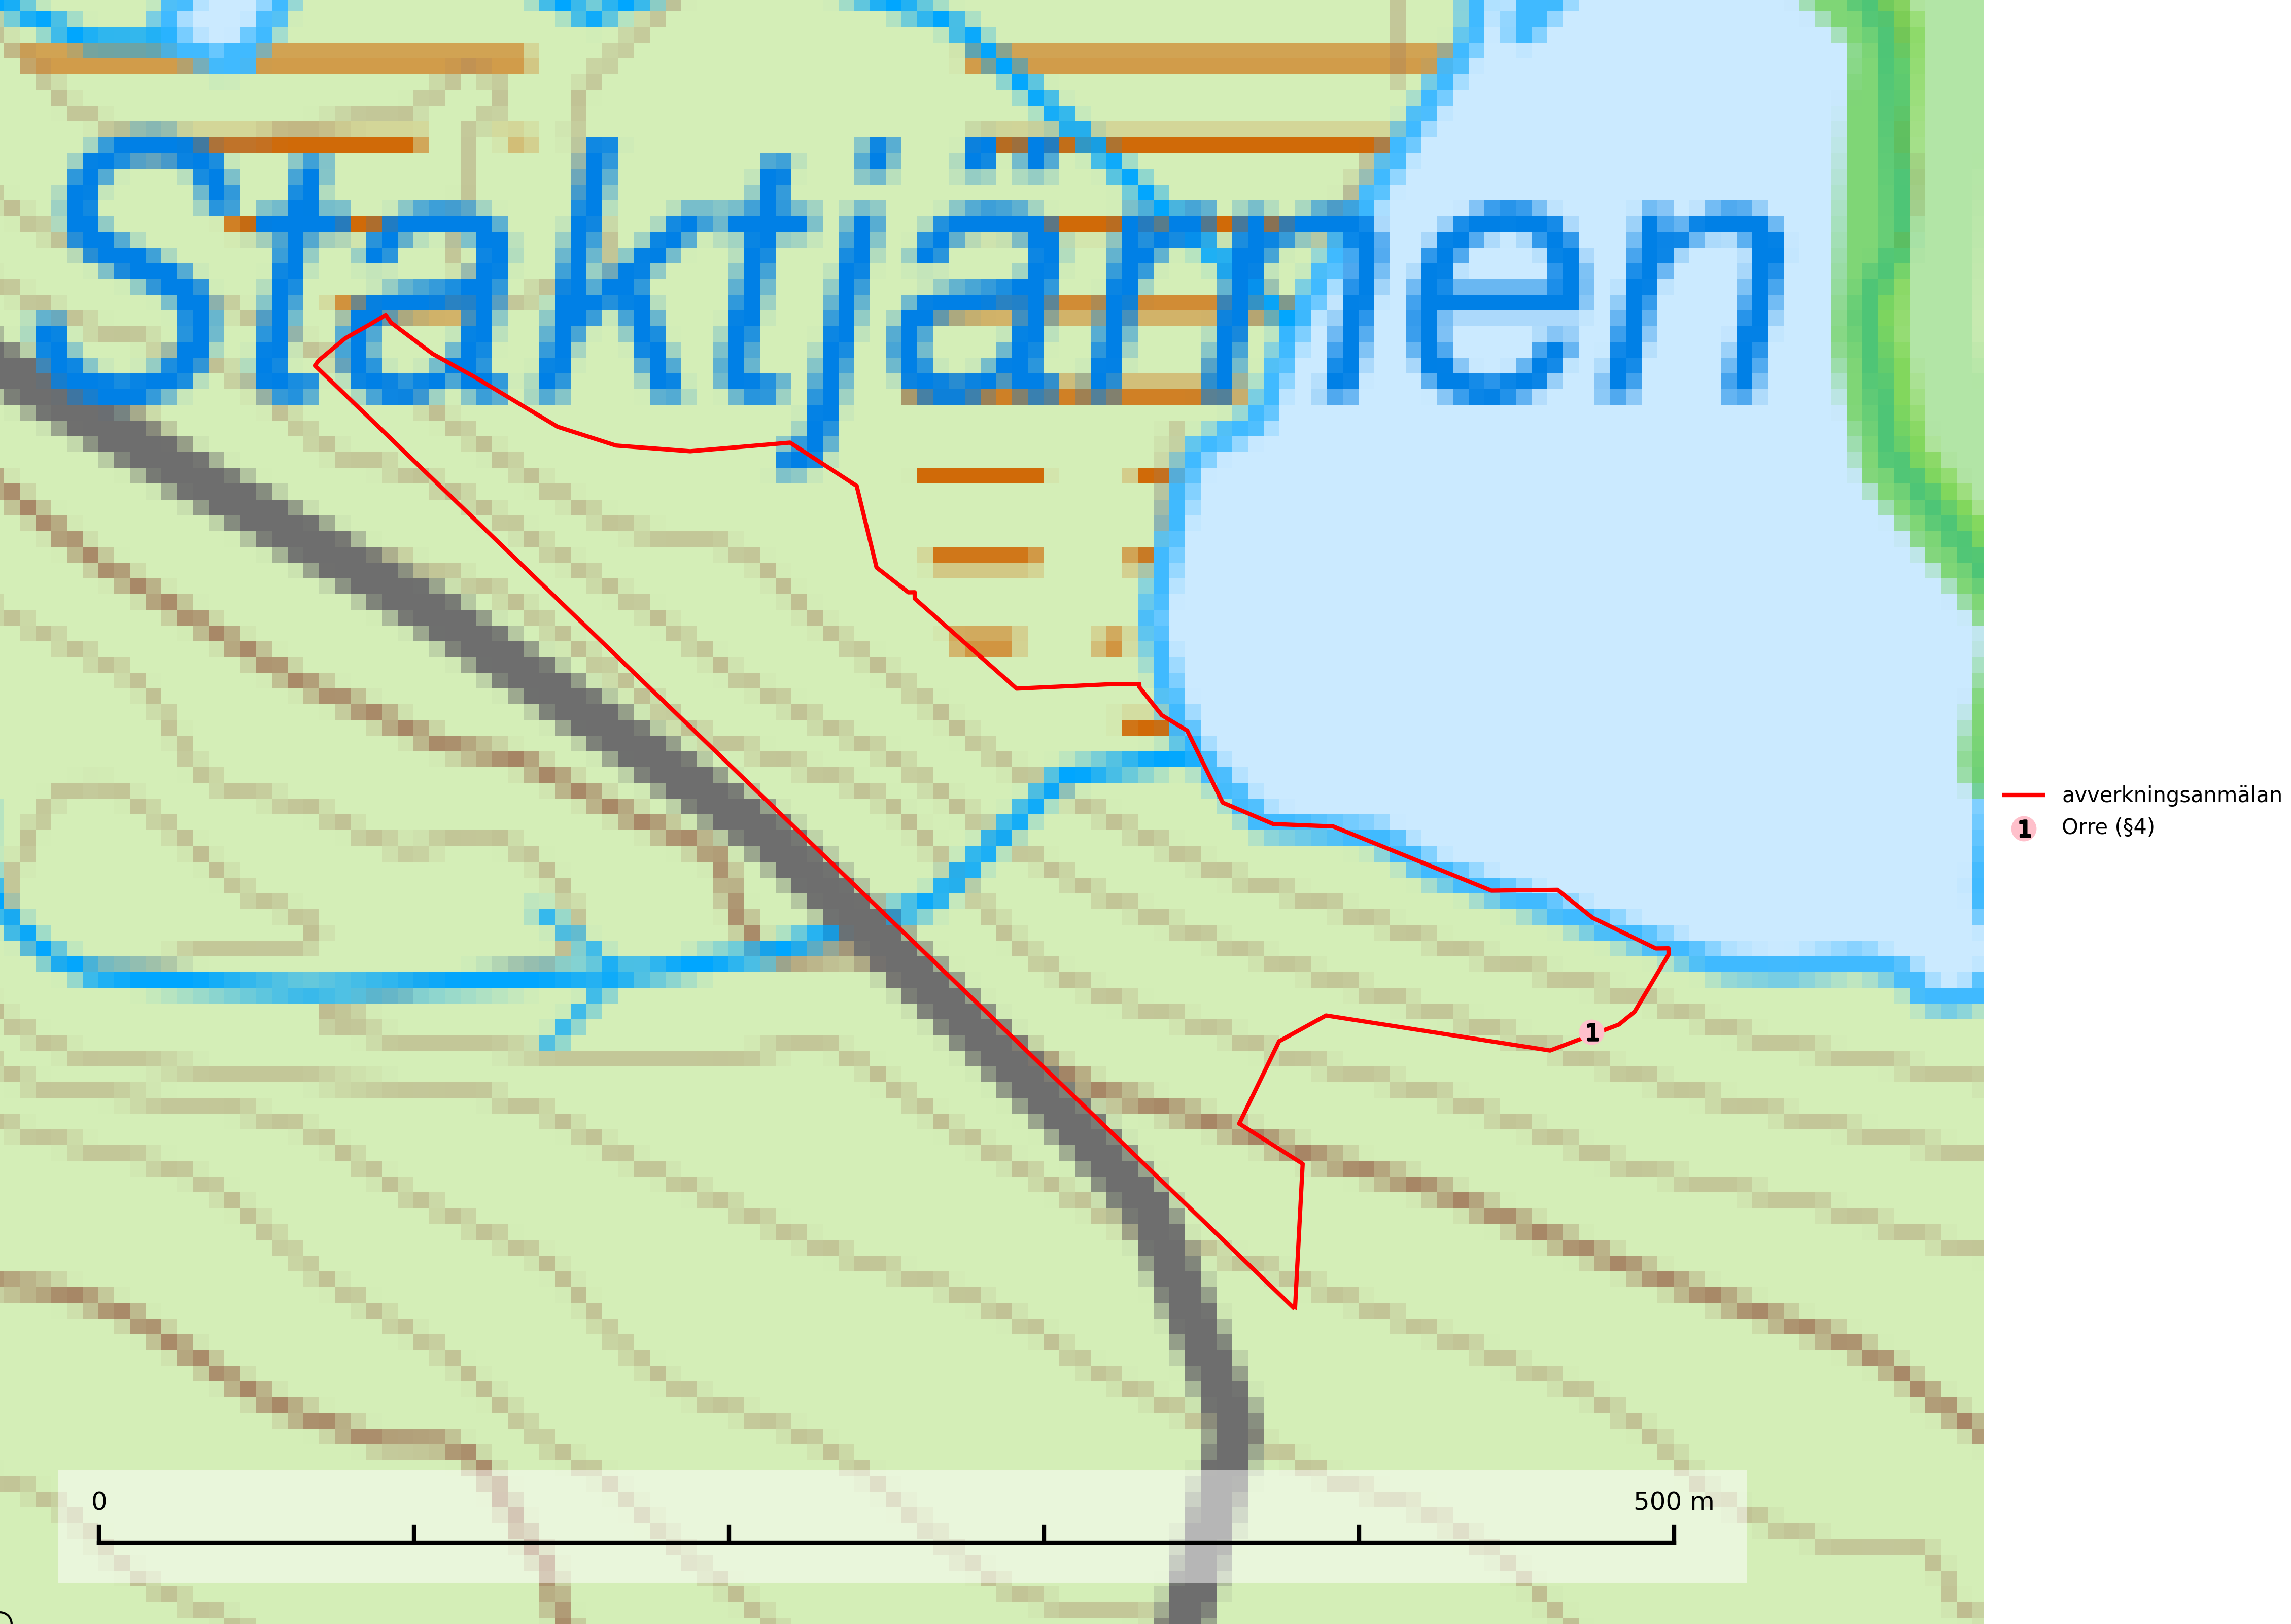 Staktjärnen
avverkningsanmälan
1 Orre (§4)
1
0 500 m